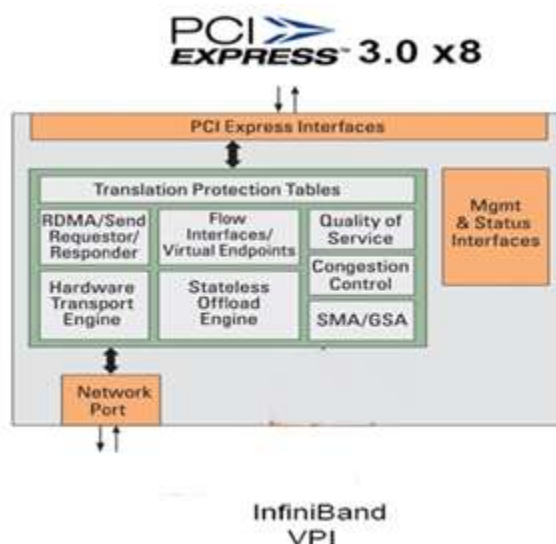 PCI
EXPRESS™ 3.0 x8
PCI Express Interfaces
Translation Protection Tables
RDMA/Send
Requestor/
Responder
Flow
Interfaces/
Virtual Endpoints
Quality of
Service
Hardware
Transport
Engine
Stateless
Offload
Engine
Congestion
Control
SMA/GSA
Mgmt
& Status
Interfaces
Network
Port
InfiniBand
VPI